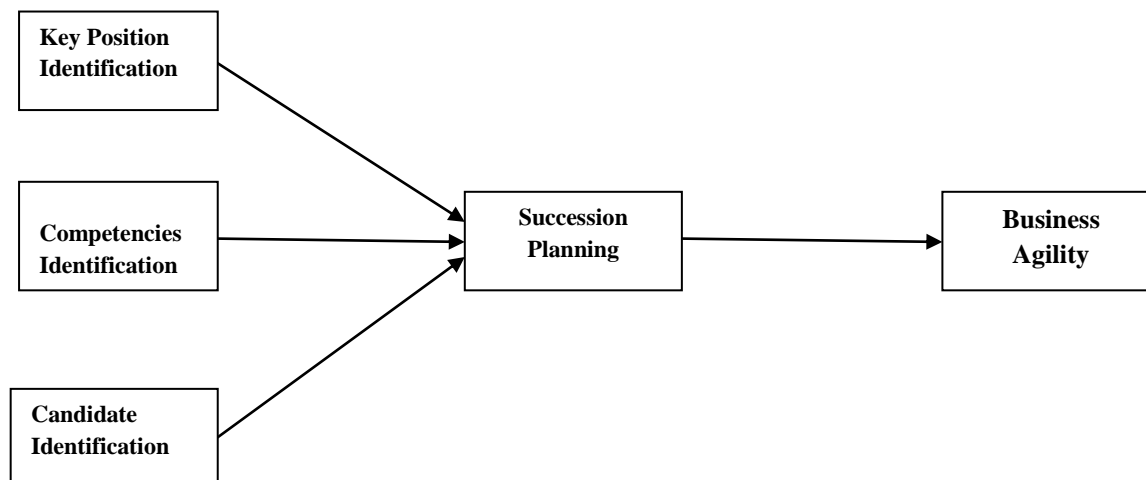 Key Position
Identification
Competencies
Identification
Succession
Planning
Business
Agility
Candidate
Identification